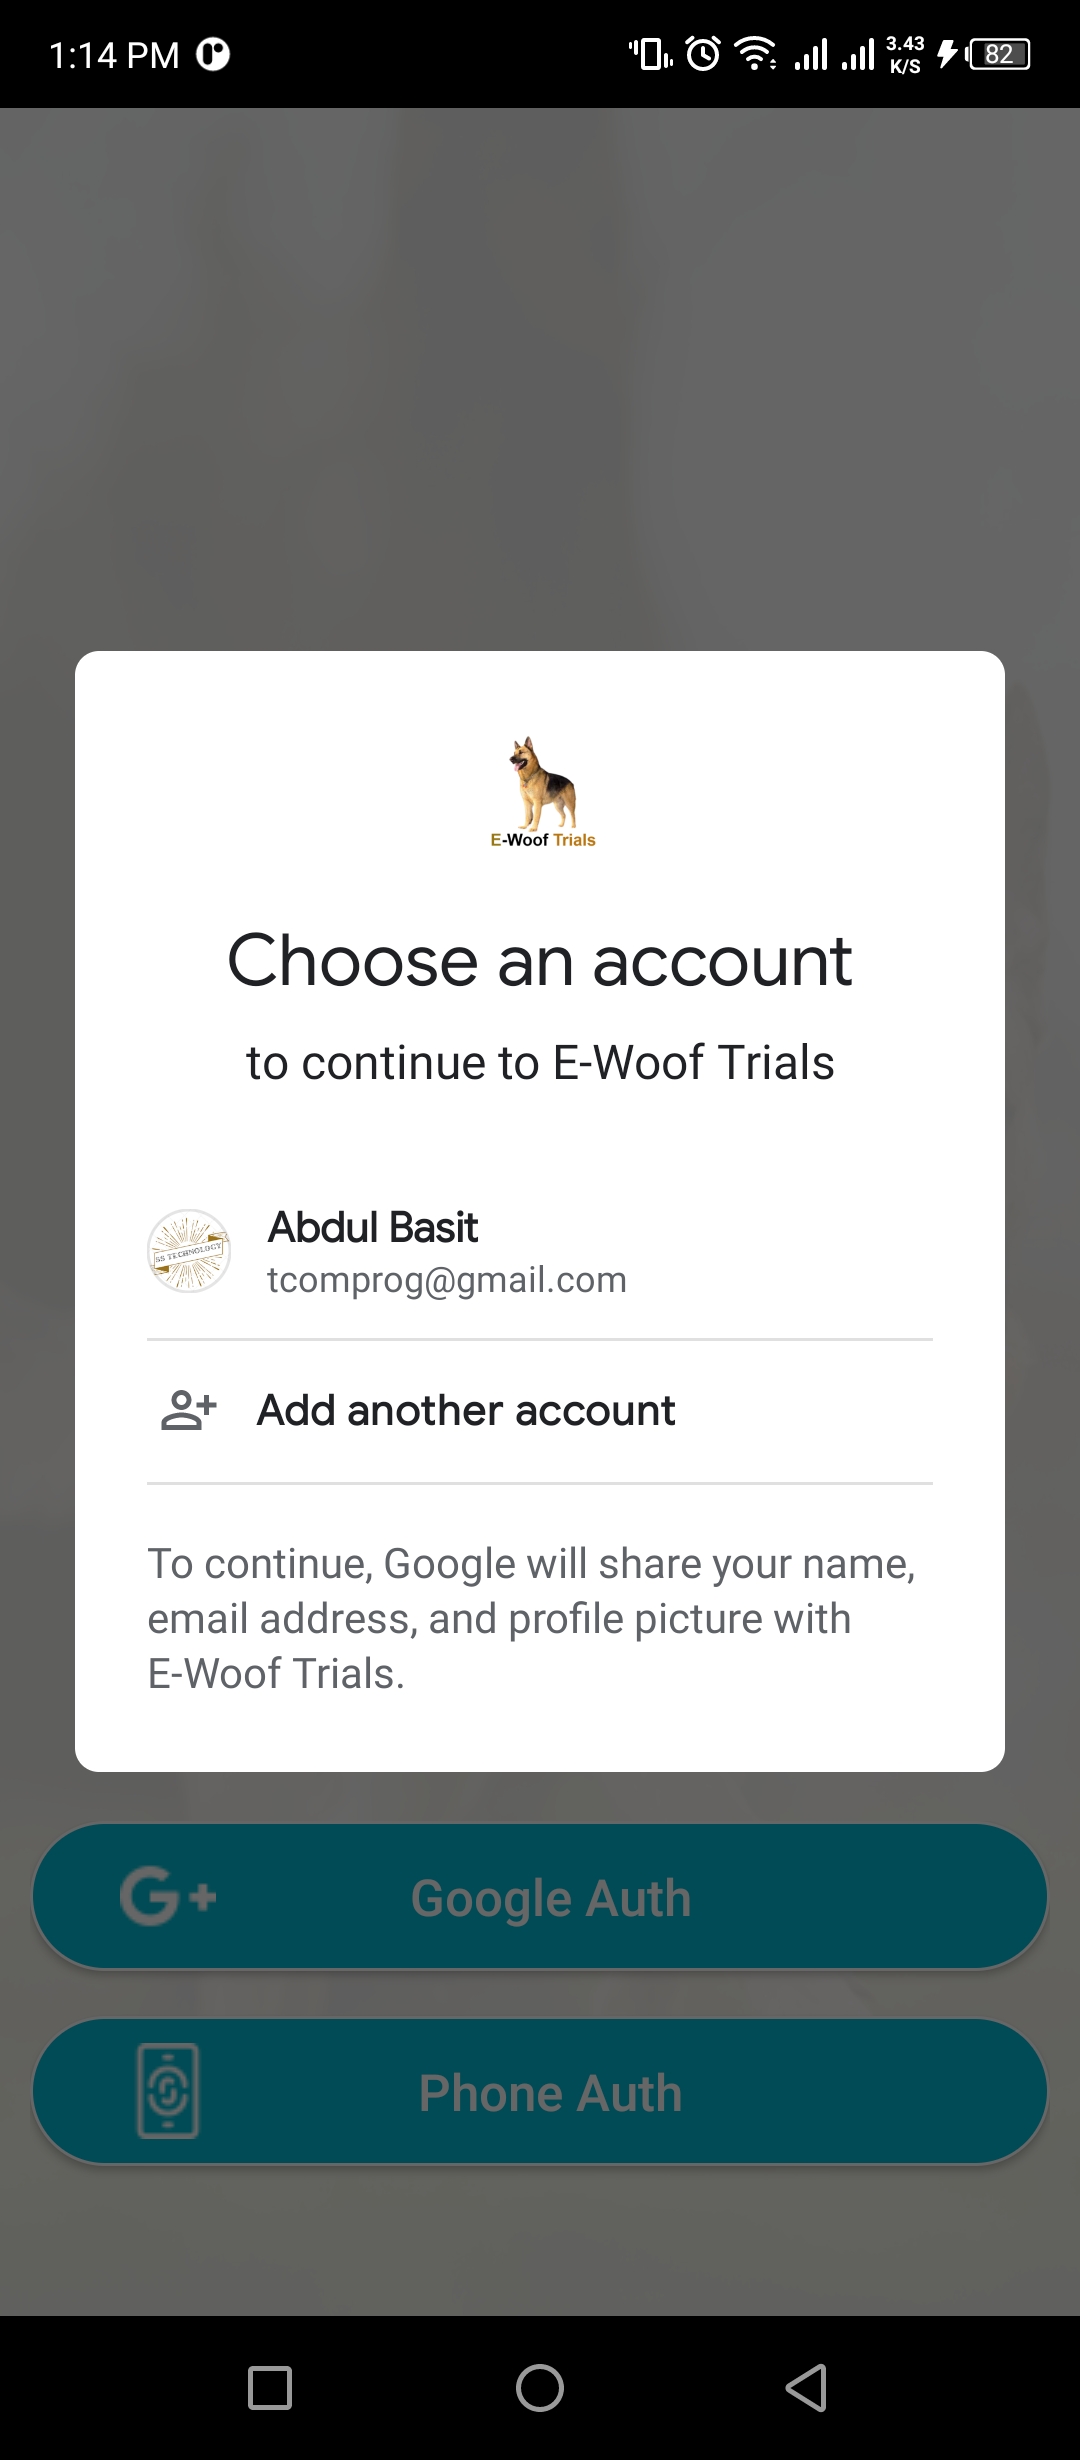 1:14 PM
3.43
K/S
82
E-Woof Trials
Choose an account
to continue to E-Woof Trials
SS TECHNOLOGY
Abdul Basit
tcomprog@gmail.com
Add another account
To continue, Google will share your name,
email address, and profile picture with
E-Woof Trials.
G+ Google Auth
Phone Auth